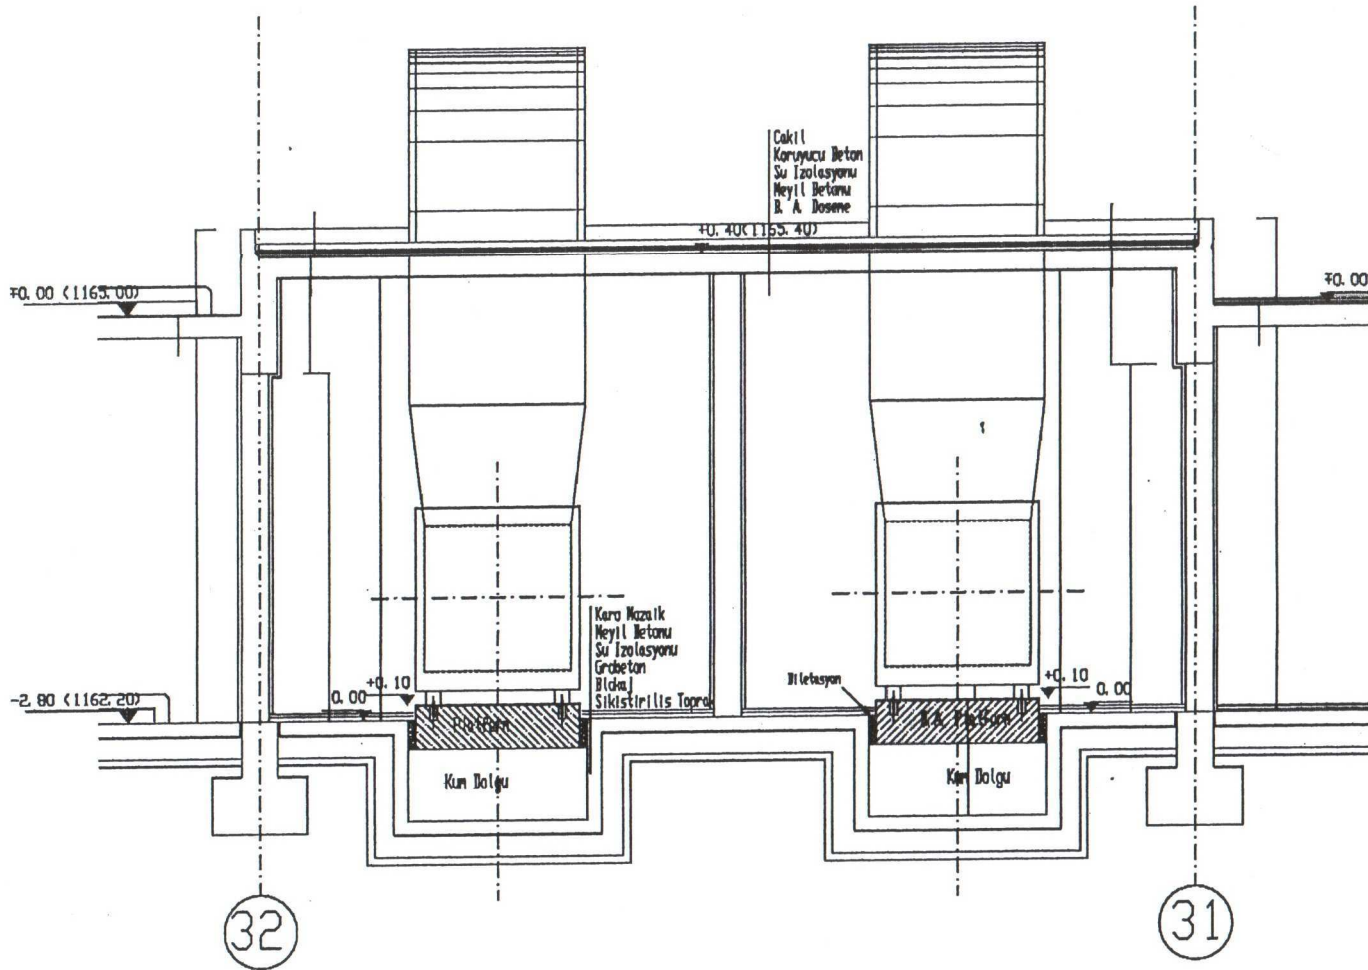 Cakil
Koruyucu Beton
Su Izolasyonu
Meyil Betonu
B. A. Doseme
+0.40(1165.40)
∓0.00 (1165.00)
∓0.00
Karo Mozaik
Meyil Betonu
Su Izolasyonu
Grobeton
Blokaj
Sikistirilis Topra
Diletasyon
+0.10
0.00
+0.10
0.00
-2.80 (1162.20)
Platform
B.A. Platform
Kum Dolgu
Kum Dolgu
32
31